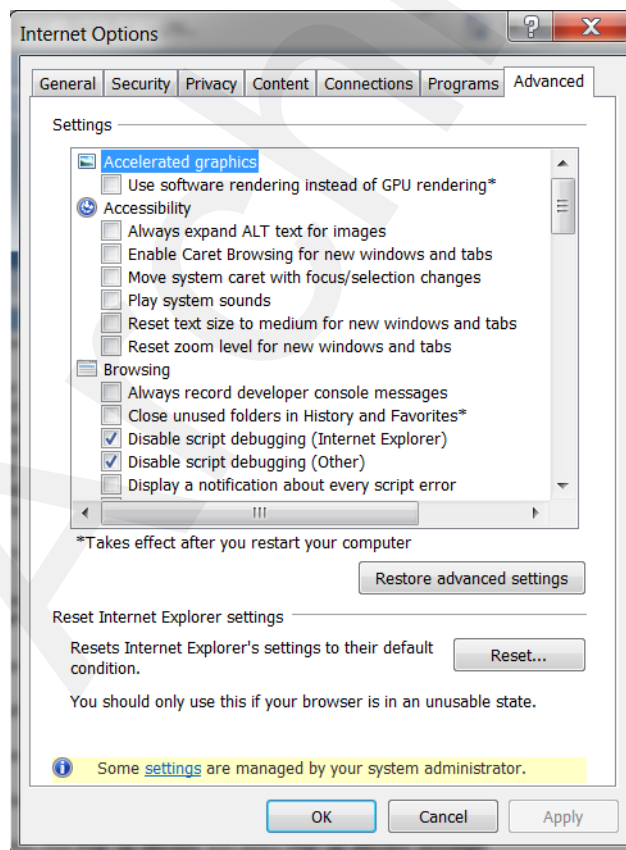 Internet Options
General Security Privacy Content Connections Programs Advanced
Settings
Accelerated graphics
Use software rendering instead of GPU rendering*
Accessibility
Always expand ALT text for images
Enable Caret Browsing for new windows and tabs
Move system caret with focus/selection changes
Play system sounds
Reset text size to medium for new windows and tabs
Reset zoom level for new windows and tabs
Browsing
Always record developer console messages
Close unused folders in History and Favorites*
Disable script debugging (Internet Explorer)
Disable script debugging (Other)
Display a notification about every script error
*Takes effect after you restart your computer
Restore advanced settings
Reset Internet Explorer settings
Resets Internet Explorer's settings to their default
condition.
Reset...
You should only use this if your browser is in an unusable state.
Some settings are managed by your system administrator.
OK Cancel Apply